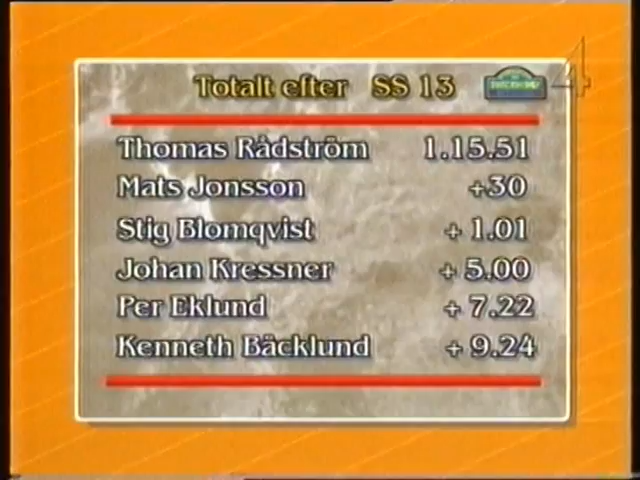 Totalt efter SS 13
4
Thomas Rådström 1.15.51
Mats Jonsson +30
Stig Blomqvist + 1.01
Johan Kressner + 5.00
Per Eklund + 7.22
Kenneth Bäcklund + 9.24